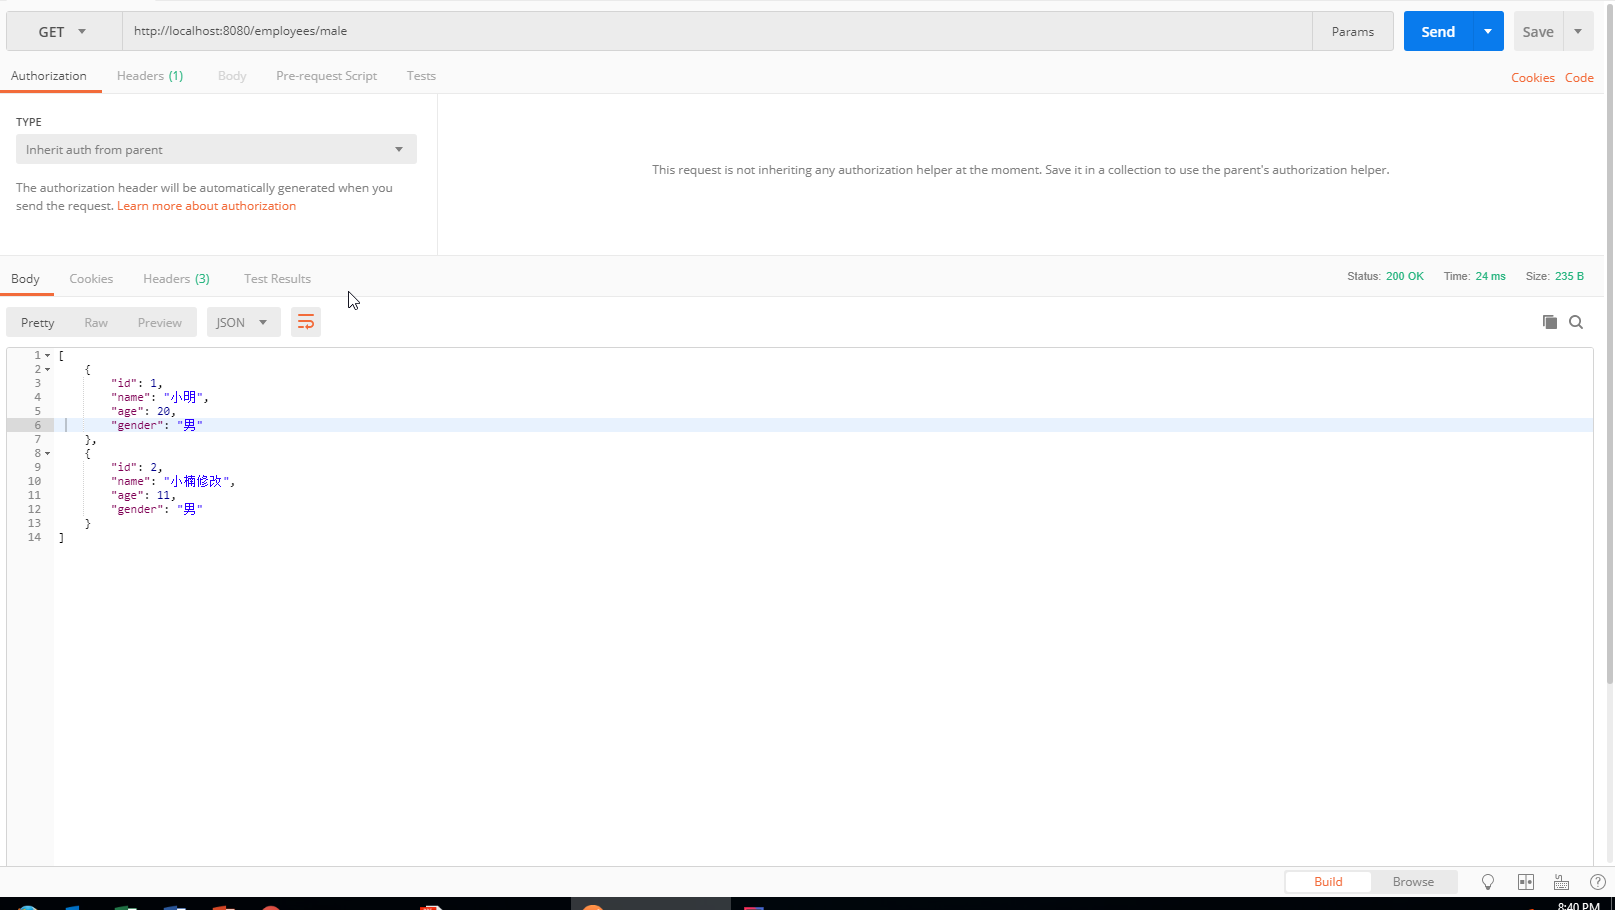 GET http://localhost:8080/employees/male Params Send Save
Authorization Headers (1) Body Pre-request Script Tests Cookies Code
TYPE
Inherit auth from parent
The authorization header will be automatically generated when you
send the request. Learn more about authorization
This request is not inheriting any authorization helper at the moment. Save it in a collection to use the parent's authorization helper.
Body Cookies Headers (3) Test Results Status: 200 OK Time: 24 ms Size: 235 B
Pretty Raw Preview JSON
1 [
2 {
3 "id": 1,
4 "name": "小明",
5 "age": 20,
6 "gender": "男"
7 },
8 {
9 "id": 2,
10 "name": "小楠修改",
11 "age": 11,
12 "gender": "男"
13 }
14 ]
Build Browse
8:40 PM